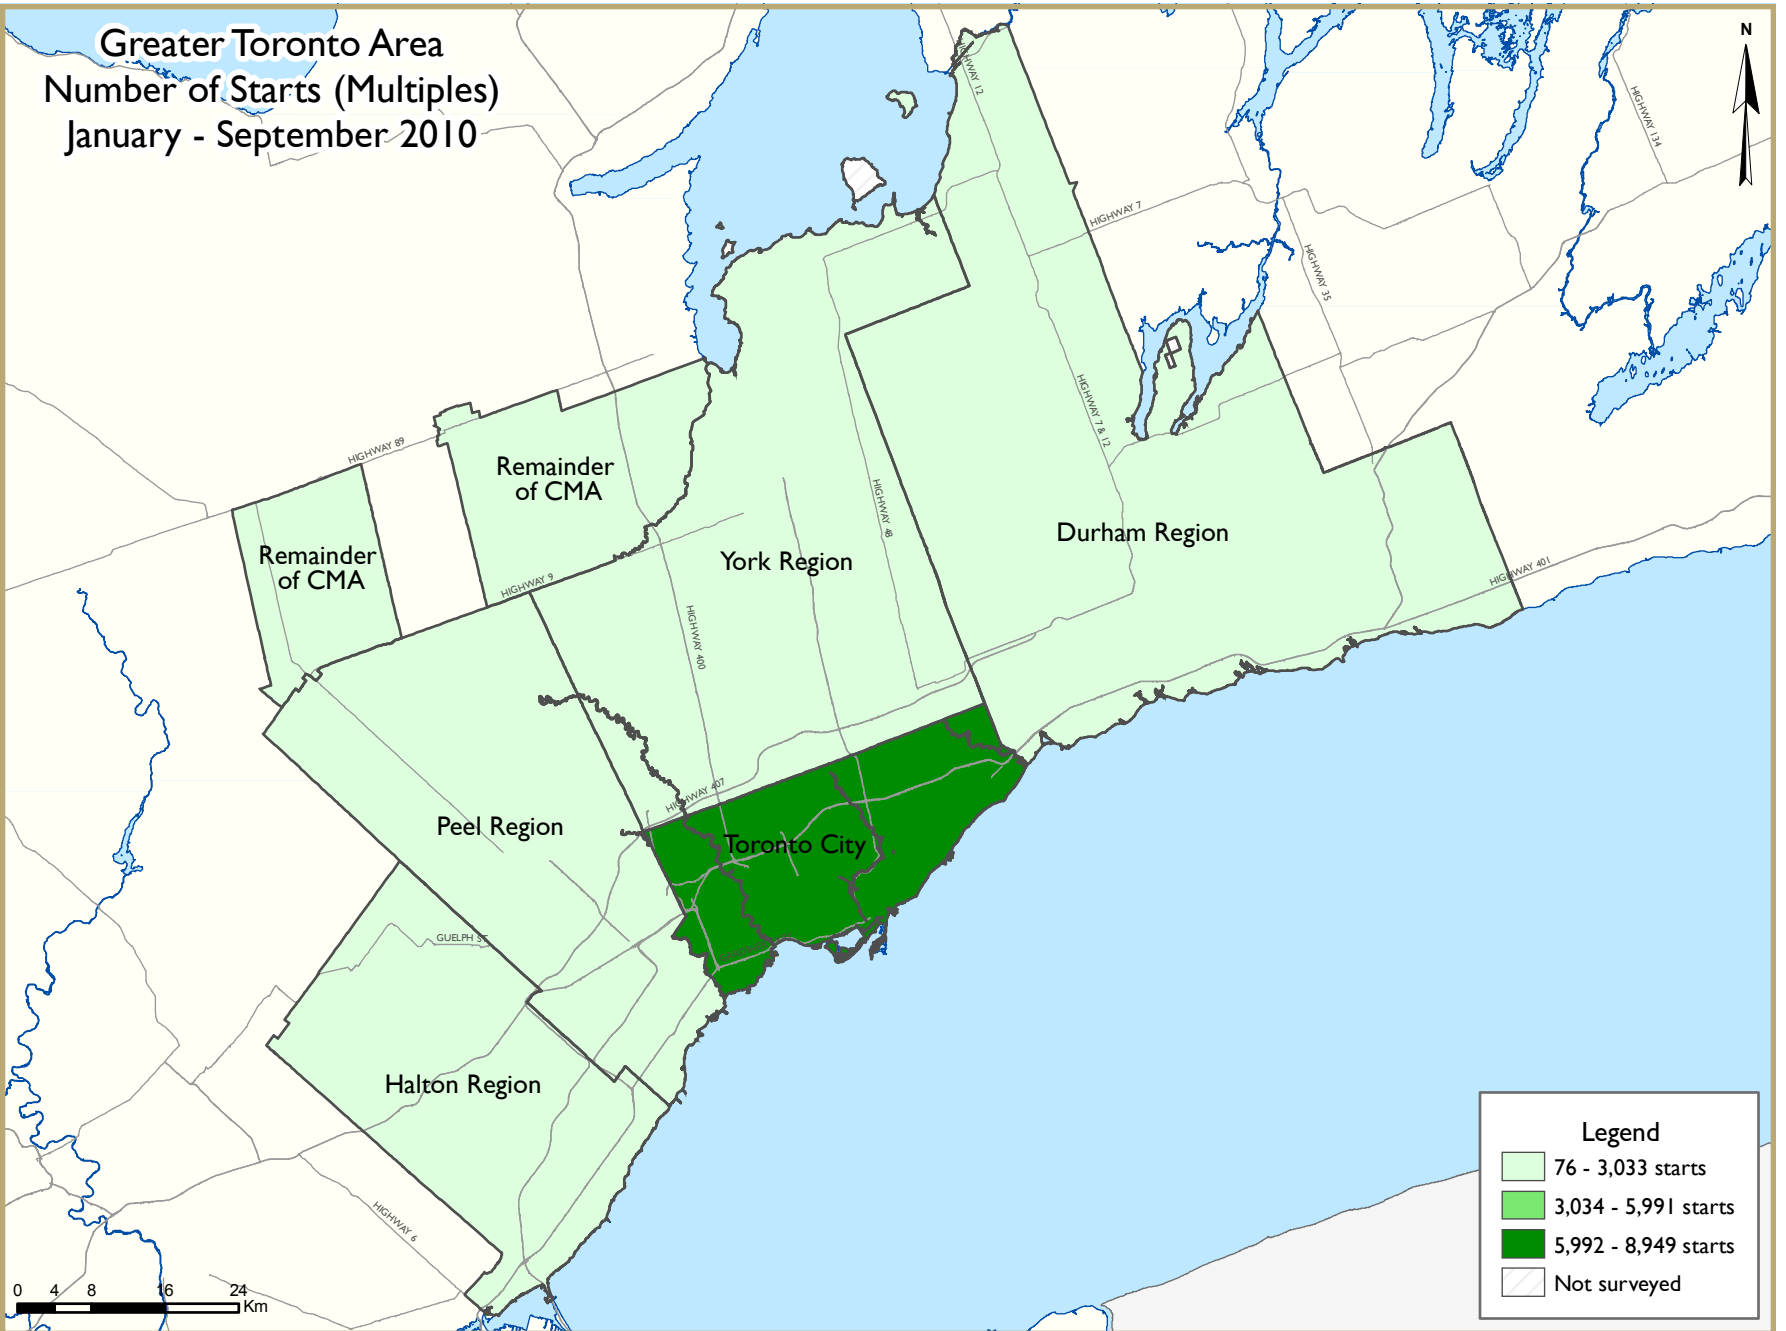 Greater Toronto Area
Number of Starts (Multiples)
January - September 2010
N
HIGHWAY 12
HIGHWAY 134
HIGHWAY 7
HIGHWAY 35
HIGHWAY 7 & 12
HIGHWAY 89
Remainder
of CMA
Remainder
of CMA
HIGHWAY 48
York Region
Durham Region
HIGHWAY 9
HIGHWAY 401
HIGHWAY 400
HIGHWAY 407
Peel Region
Toronto City
GUELPH ST
Halton Region
HIGHWAY 6
Legend
76 - 3,033 starts
3,034 - 5,991 starts
5,992 - 8,949 starts
Not surveyed
0 4 8 16 24
Km